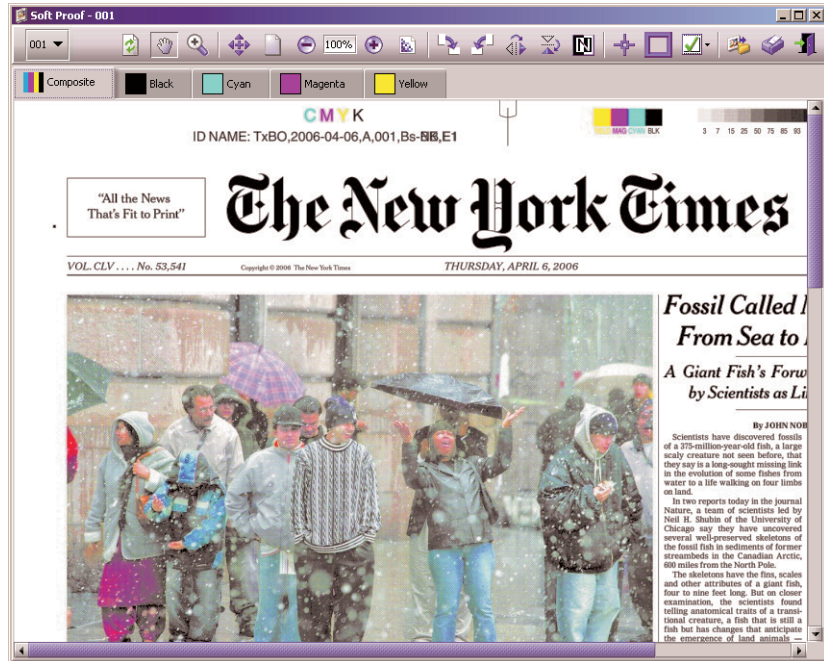 Soft Proof - 001
001
100%
N
Composite
Black
Cyan
Magenta
Yellow
CMYK
ID NAME: TxBO,2006-04-06,A,001,Bs-BK,E1
MAG CYAN BLK
3 7 15 25 50 75 85 93
"All the News
That's Fit to Print"
The New York Times
VOL. CLV . . . . No. 53,541
Copyright © 2006 The New York Times
THURSDAY, APRIL 6, 2006
Fossil Called
From Sea to
A Giant Fish's Forw
by Scientists as Li
By JOHN NOB
Scientists have discovered fossils
of a 375-million-year-old fish, a large
scaly creature not seen before, that
they say is a long-sought missing link
in the evolution of some fishes from
water to a life walking on four limbs
on land.
In two reports today in the journal
Nature, a team of scientists led by
Neil H. Shubin of the University of
Chicago say they have uncovered
several well-preserved skeletons of
the fossil fish in sediments of former
streambeds in the Canadian Arctic,
600 miles from the North Pole.
The skeletons have the fins, scales
and other attributes of a giant fish,
four to nine feet long. But on closer
examination, the scientists found
telling anatomical traits of a transi-
tional creature, a fish that is still a
fish but has changes that anticipate
the emergence of land animals —